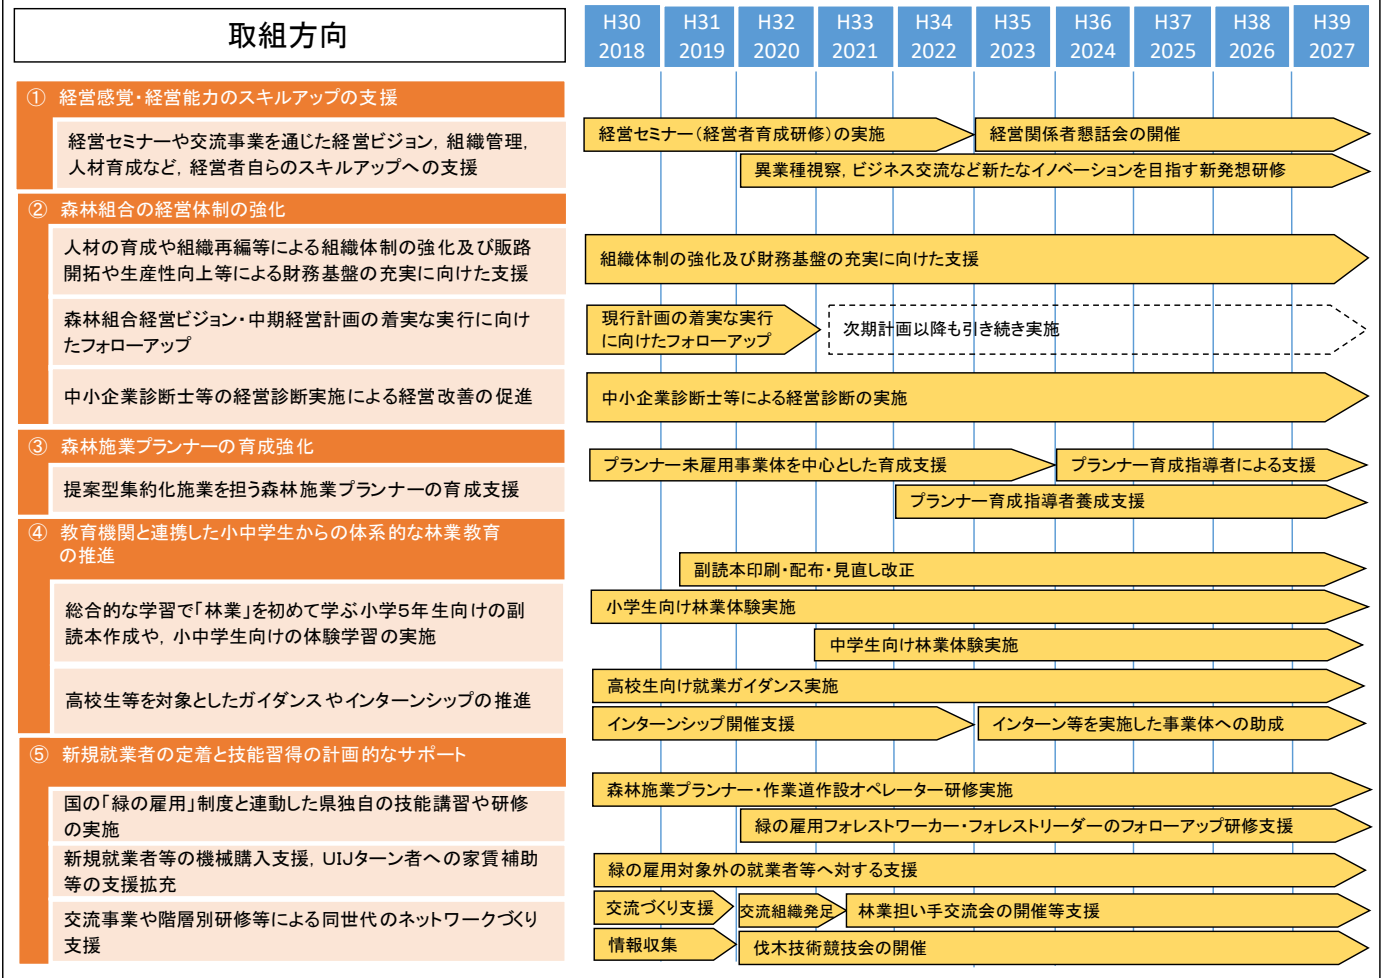 取組方向
H30 H31 H32 H33 H34 H35 H36 H37 H38 H39
2018 2019 2020 2021 2022 2023 2024 2025 2026 2027
① 経営感覚・経営能力のスキルアップの支援
経営セミナーや交流事業を通じた経営ビジョン，組織管理，
人材育成など，経営者自らのスキルアップへの支援
経営セミナー（経営者育成研修）の実施
経営関係者懇話会の開催
異業種視察，ビジネス交流など新たなイノベーションを目指す新発想研修
② 森林組合の経営体制の強化
人材の育成や組織再編等による組織体制の強化及び販路
開拓や生産性向上等による財務基盤の充実に向けた支援
組織体制の強化及び財務基盤の充実に向けた支援
森林組合経営ビジョン・中期経営計画の着実な実行に向け
たフォローアップ
現行計画の着実な実行
に向けたフォローアップ
次期計画以降も引き続き実施
中小企業診断士等の経営診断実施による経営改善の促進
中小企業診断士等による経営診断の実施
③ 森林施業プランナーの育成強化
提案型集約化施業を担う森林施業プランナーの育成支援
プランナー未雇用事業体を中心とした育成支援
プランナー育成指導者による支援
プランナー育成指導者養成支援
④ 教育機関と連携した小中学生からの体系的な林業教育
の推進
副読本印刷・配布・見直し改正
総合的な学習で「林業」を初めて学ぶ小学５年生向けの副
読本作成や，小中学生向けの体験学習の実施
小学生向け林業体験実施
中学生向け林業体験実施
高校生等を対象としたガイダンスやインターンシップの推進
高校生向け就業ガイダンス実施
インターンシップ開催支援
インターン等を実施した事業体への助成
⑤ 新規就業者の定着と技能習得の計画的なサポート
国の「緑の雇用」制度と連動した県独自の技能講習や研修
の実施
森林施業プランナー・作業道作設オペレーター研修実施
緑の雇用フォレストワーカー・フォレストリーダーのフォローアップ研修支援
新規就業者等の機械購入支援，ＵＩＪターン者への家賃補助
等の支援拡充
緑の雇用対象外の就業者等へ対する支援
交流事業や階層別研修等による同世代のネットワークづくり
支援
交流づくり支援
交流組織発足
林業担い手交流会の開催等支援
情報収集
伐木技術競技会の開催